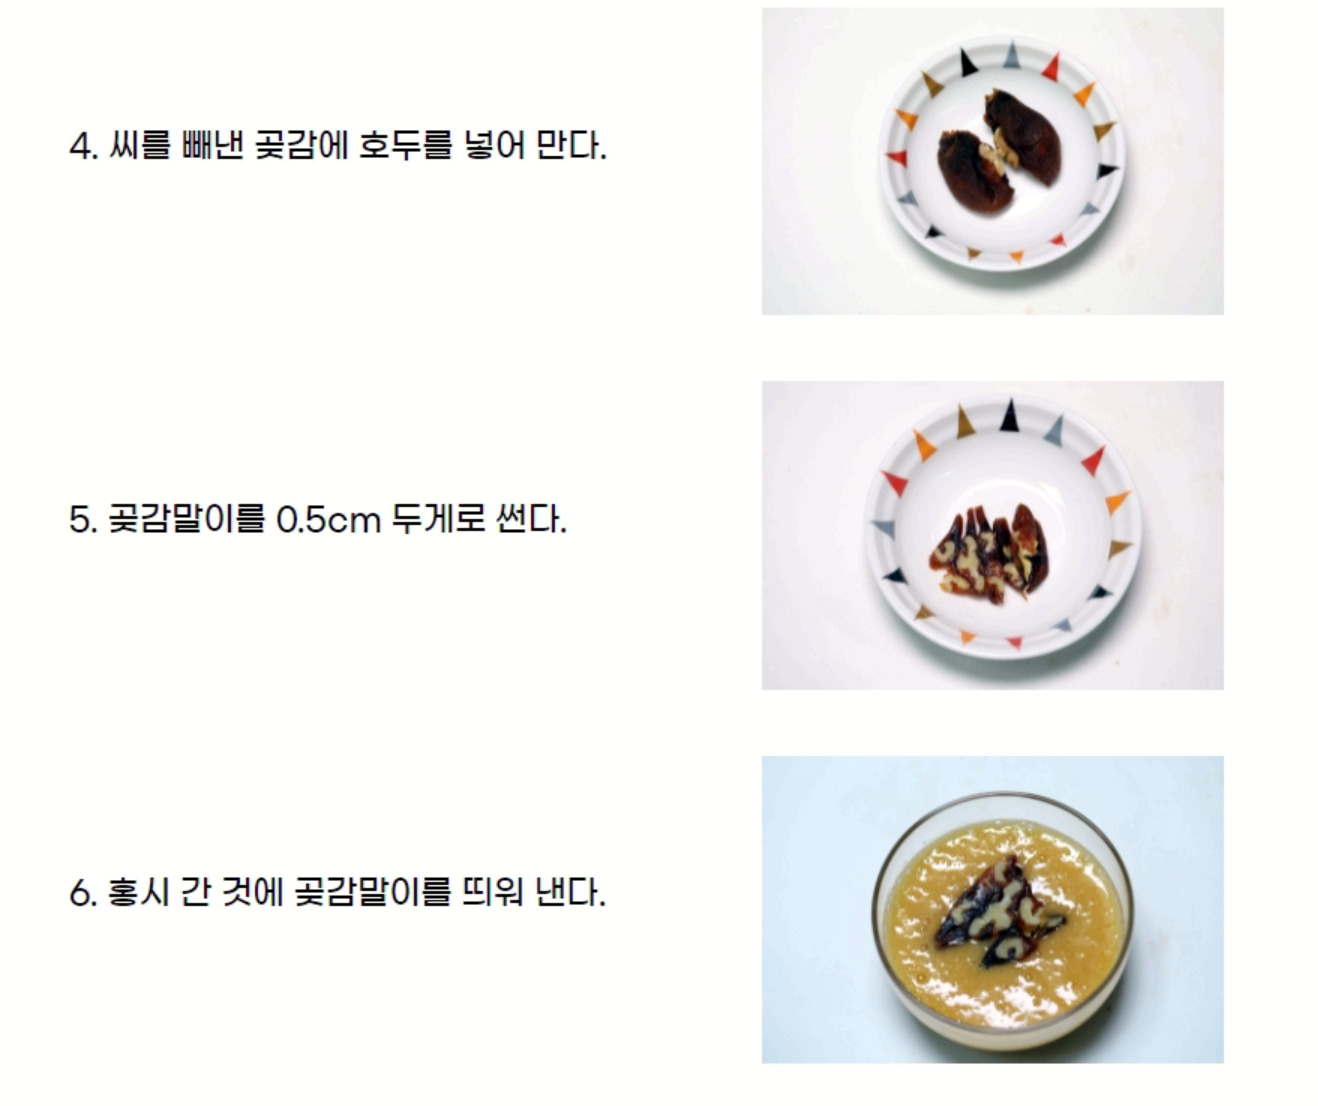 4. 씨를 빼낸 곶감에 호두를 넣어 만다.
5. 곶감말이를 0.5cm 두게로 썬다.
6. 홍시 간 것에 곶감말이를 띄워 낸다.